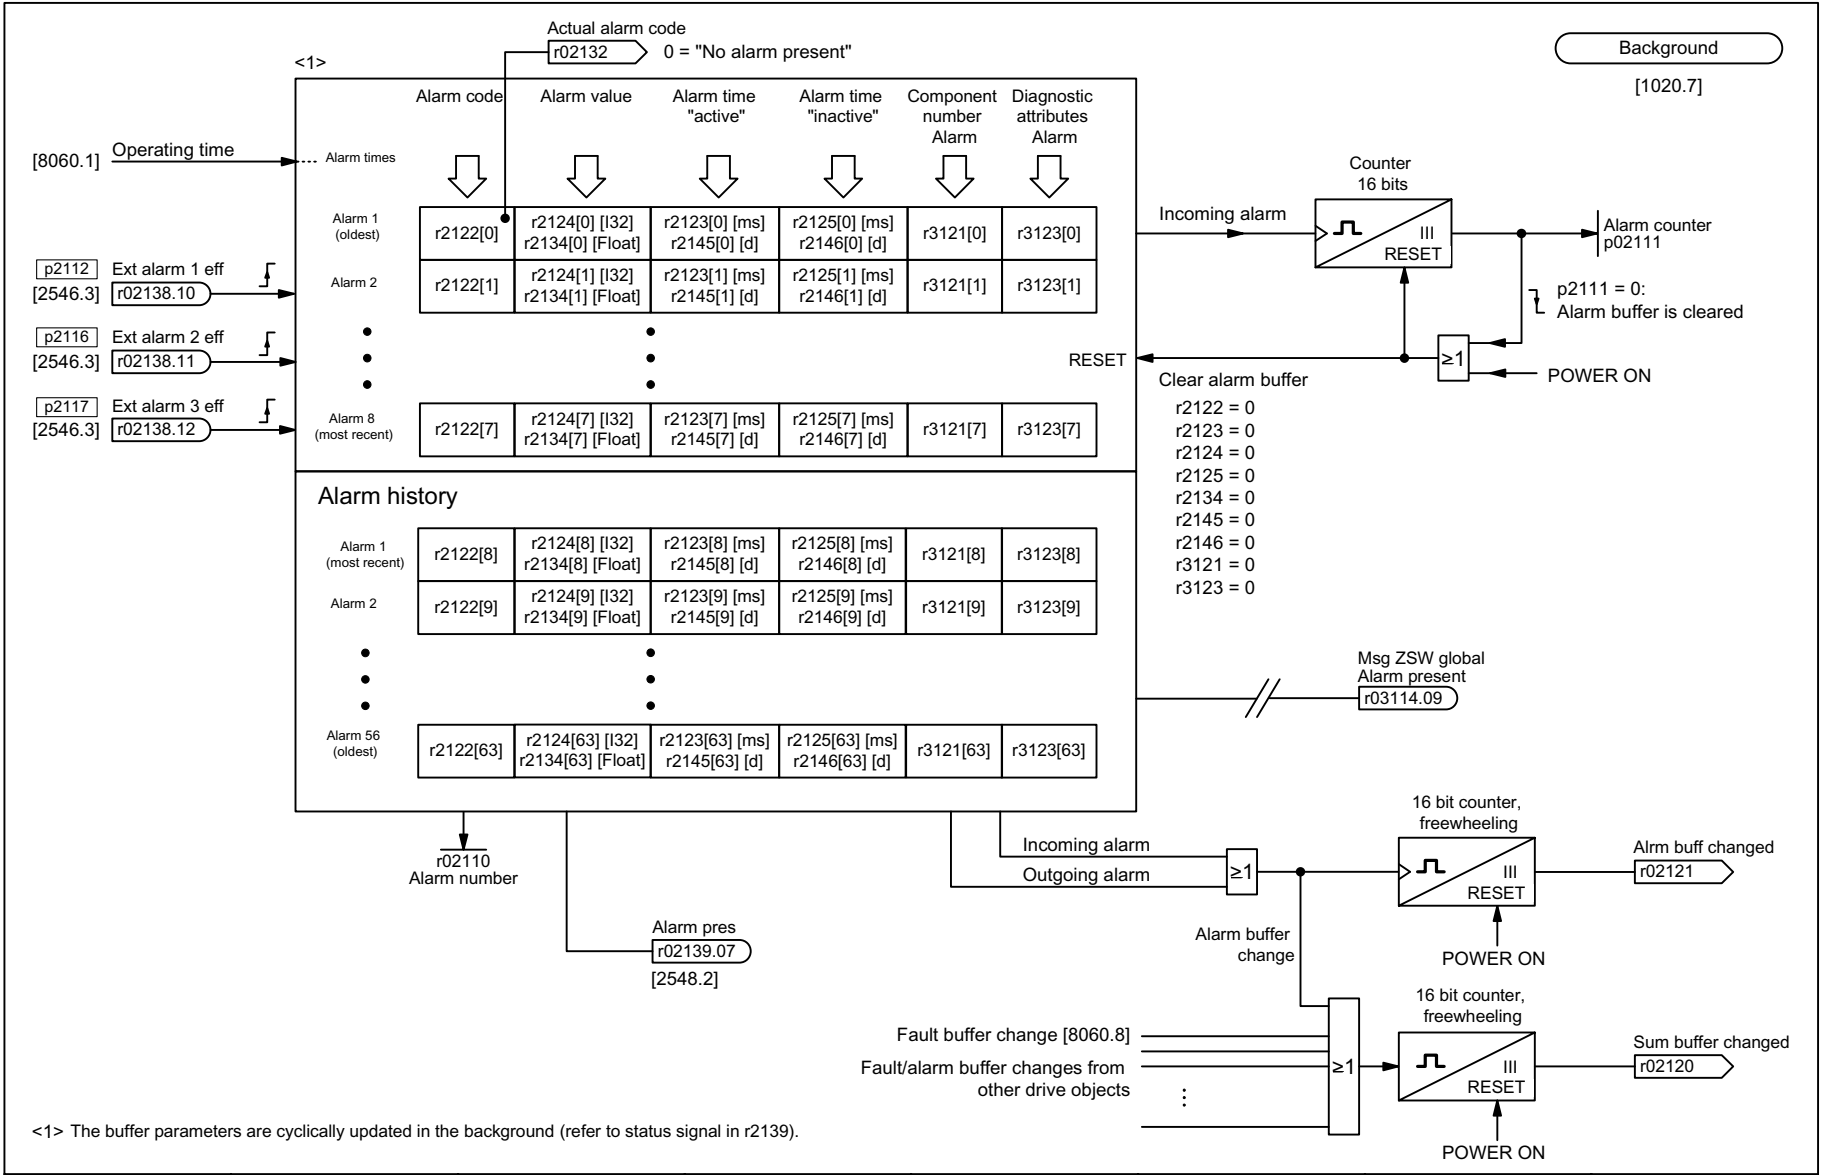 Actual alarm code
r02132
0 = "No alarm present"
Background
[1020.7]
<1>
Alarm code
Alarm value
Alarm time
"active"
Alarm time
"inactive"
Component
number
Alarm
Diagnostic
attributes
Alarm
[8060.1]
Operating time
Alarm times
Alarm 1
(oldest)
r2122[0]
r2124[0] [I32]
r2134[0] [Float]
r2123[0] [ms]
r2145[0] [d]
r2125[0] [ms]
r2146[0] [d]
r3121[0]
r3123[0]
p2112
Ext alarm 1 eff
[2546.3]
r02138.10
Alarm 2
r2122[1]
r2124[1] [I32]
r2134[1] [Float]
r2123[1] [ms]
r2145[1] [d]
r2125[1] [ms]
r2146[1] [d]
r3121[1]
r3123[1]
p2116
Ext alarm 2 eff
[2546.3]
r02138.11
p2117
Ext alarm 3 eff
[2546.3]
r02138.12
Alarm 8
(most recent)
r2122[7]
r2124[7] [I32]
r2134[7] [Float]
r2123[7] [ms]
r2145[7] [d]
r2125[7] [ms]
r2146[7] [d]
r3121[7]
r3123[7]
RESET
Incoming alarm
Counter
16 bits
III
RESET
Alarm counter
p02111
p2111 = 0:
Alarm buffer is cleared
≥1
POWER ON
Clear alarm buffer
r2122 = 0
r2123 = 0
r2124 = 0
r2125 = 0
r2134 = 0
r2145 = 0
r2146 = 0
r3121 = 0
r3123 = 0
Alarm history
Alarm 1
(most recent)
r2122[8]
r2124[8] [I32]
r2134[8] [Float]
r2123[8] [ms]
r2145[8] [d]
r2125[8] [ms]
r2146[8] [d]
r3121[8]
r3123[8]
Alarm 2
r2122[9]
r2124[9] [I32]
r2134[9] [Float]
r2123[9] [ms]
r2145[9] [d]
r2125[9] [ms]
r2146[9] [d]
r3121[9]
r3123[9]
Alarm 56
(oldest)
r2122[63]
r2124[63] [I32]
r2134[63] [Float]
r2123[63] [ms]
r2145[63] [d]
r2125[63] [ms]
r2146[63] [d]
r3121[63]
r3123[63]
Msg ZSW global
Alarm present
r03114.09
r02110
Alarm number
Alarm pres
r02139.07
[2548.2]
Incoming alarm
Outgoing alarm
≥1
16 bit counter,
freewheeling
III
RESET
POWER ON
Alrm buff changed
r02121
Alarm buffer
change
Fault buffer change [8060.8]
Fault/alarm buffer changes from
other drive objects
≥1
16 bit counter,
freewheeling
III
RESET
POWER ON
Sum buffer changed
r02120
<1> The buffer parameters are cyclically updated in the background (refer to status signal in r2139).